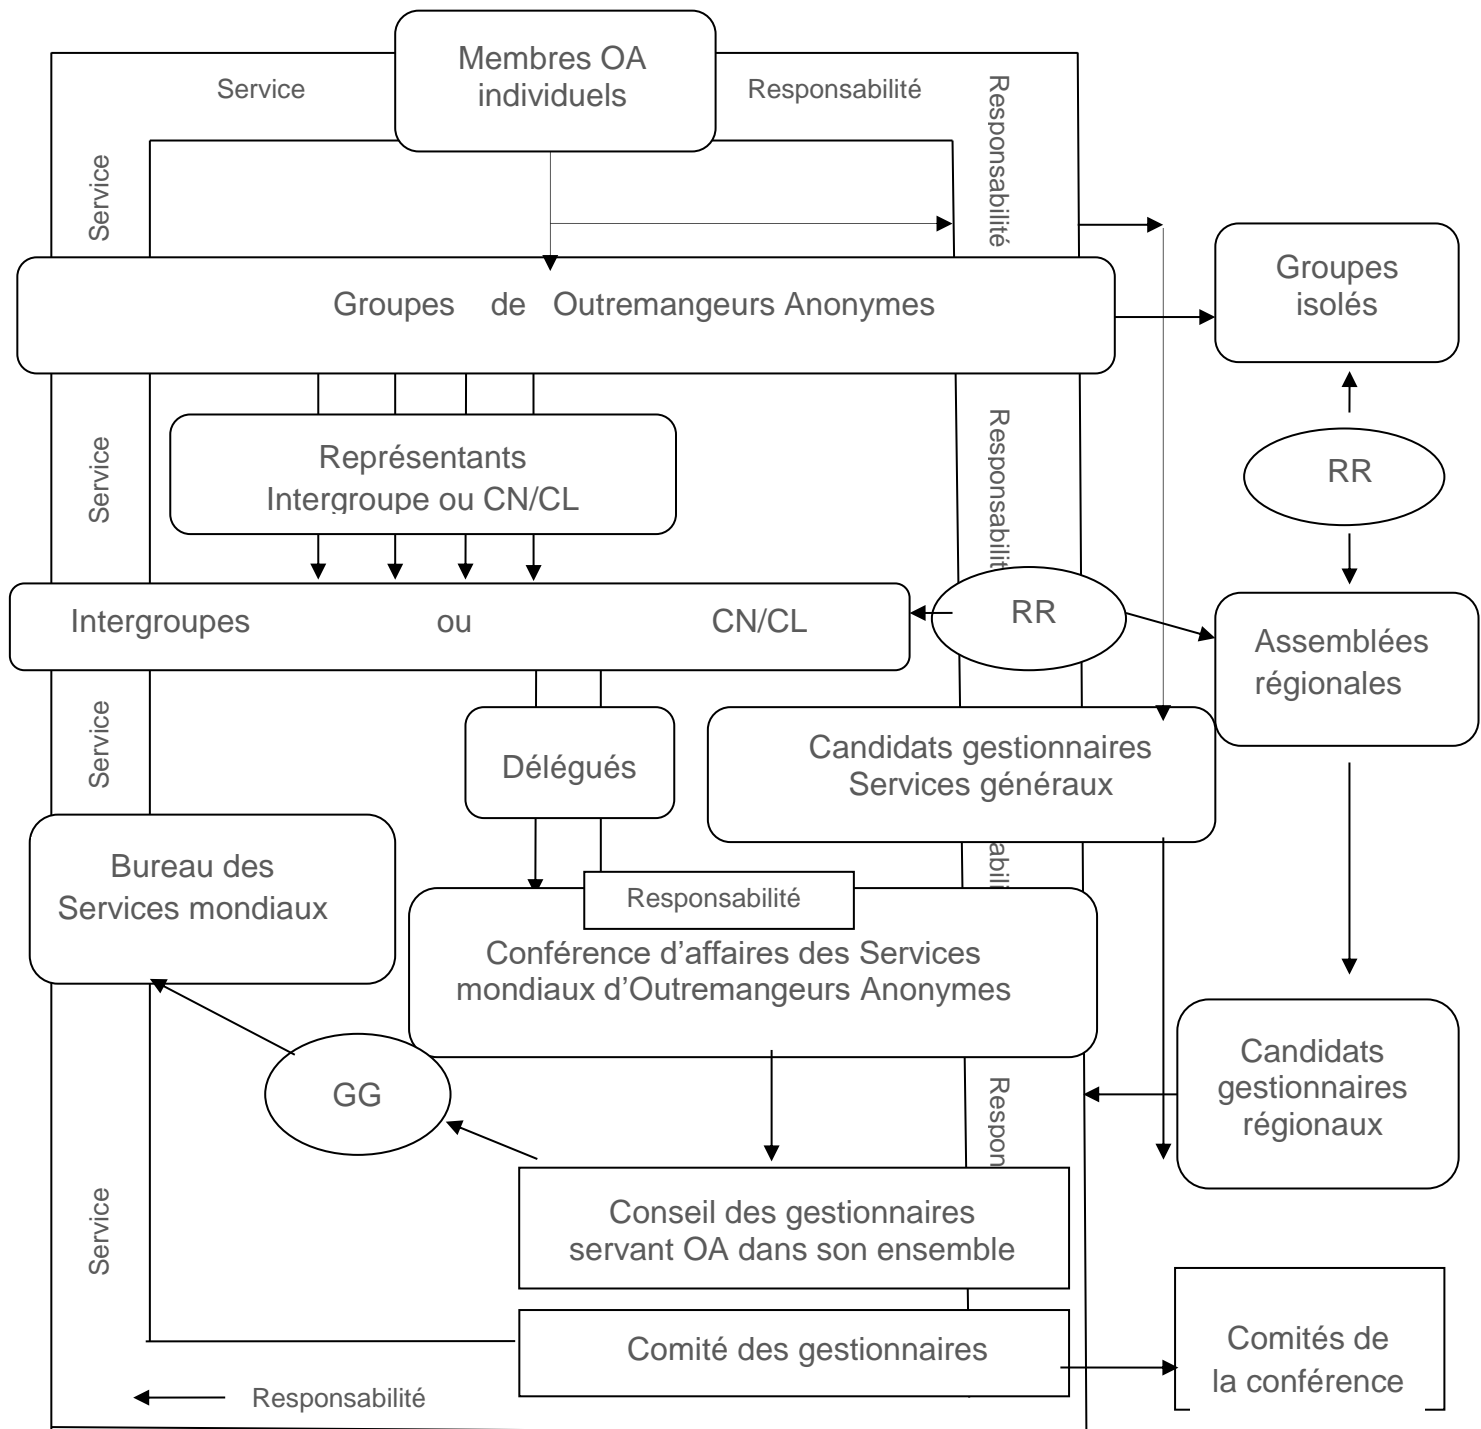 Membres OA
individuels
Service
Responsabilité
Responsabilité
Service
Groupes
isolés
Groupes de Outremangeurs Anonymes
Service
Représentants
Intergroupe ou CN/CL
Responsabilit
RR
Intergroupes ou CN/CL
RR
Assemblées
régionales
Service
Délégués
Candidats gestionnaires
Services généraux
Bureau des
Services mondiaux
abili
Responsabilité
Conférence d’affaires des Services
mondiaux d’Outremangeurs Anonymes
Candidats
gestionnaires
régionaux
GG
Respon
Service
Conseil des gestionnaires
servant OA dans son ensemble
Comité des gestionnaires
Comités de
la conférence
Responsabilité